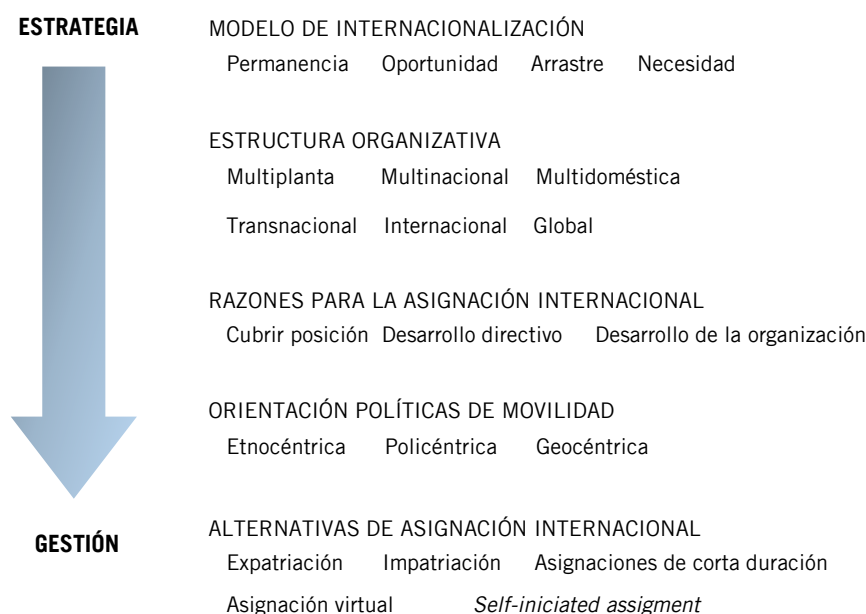 ESTRATEGIA MODELO DE INTERNACIONALIZACIÓN
Permanencia Oportunidad Arrastre Necesidad
ESTRUCTURA ORGANIZATIVA
Multiplanta Multinacional Multidoméstica
Transnacional Internacional Global
RAZONES PARA LA ASIGNACIÓN INTERNACIONAL
Cubrir posición Desarrollo directivo Desarrollo de la organización
ORIENTACIÓN POLÍTICAS DE MOVILIDAD
Etnocéntrica Policéntrica Geocéntrica
GESTIÓN ALTERNATIVAS DE ASIGNACIÓN INTERNACIONAL
Expatriación Impatriación Asignaciones de corta duración
Asignación virtual Self-iniciated assigment